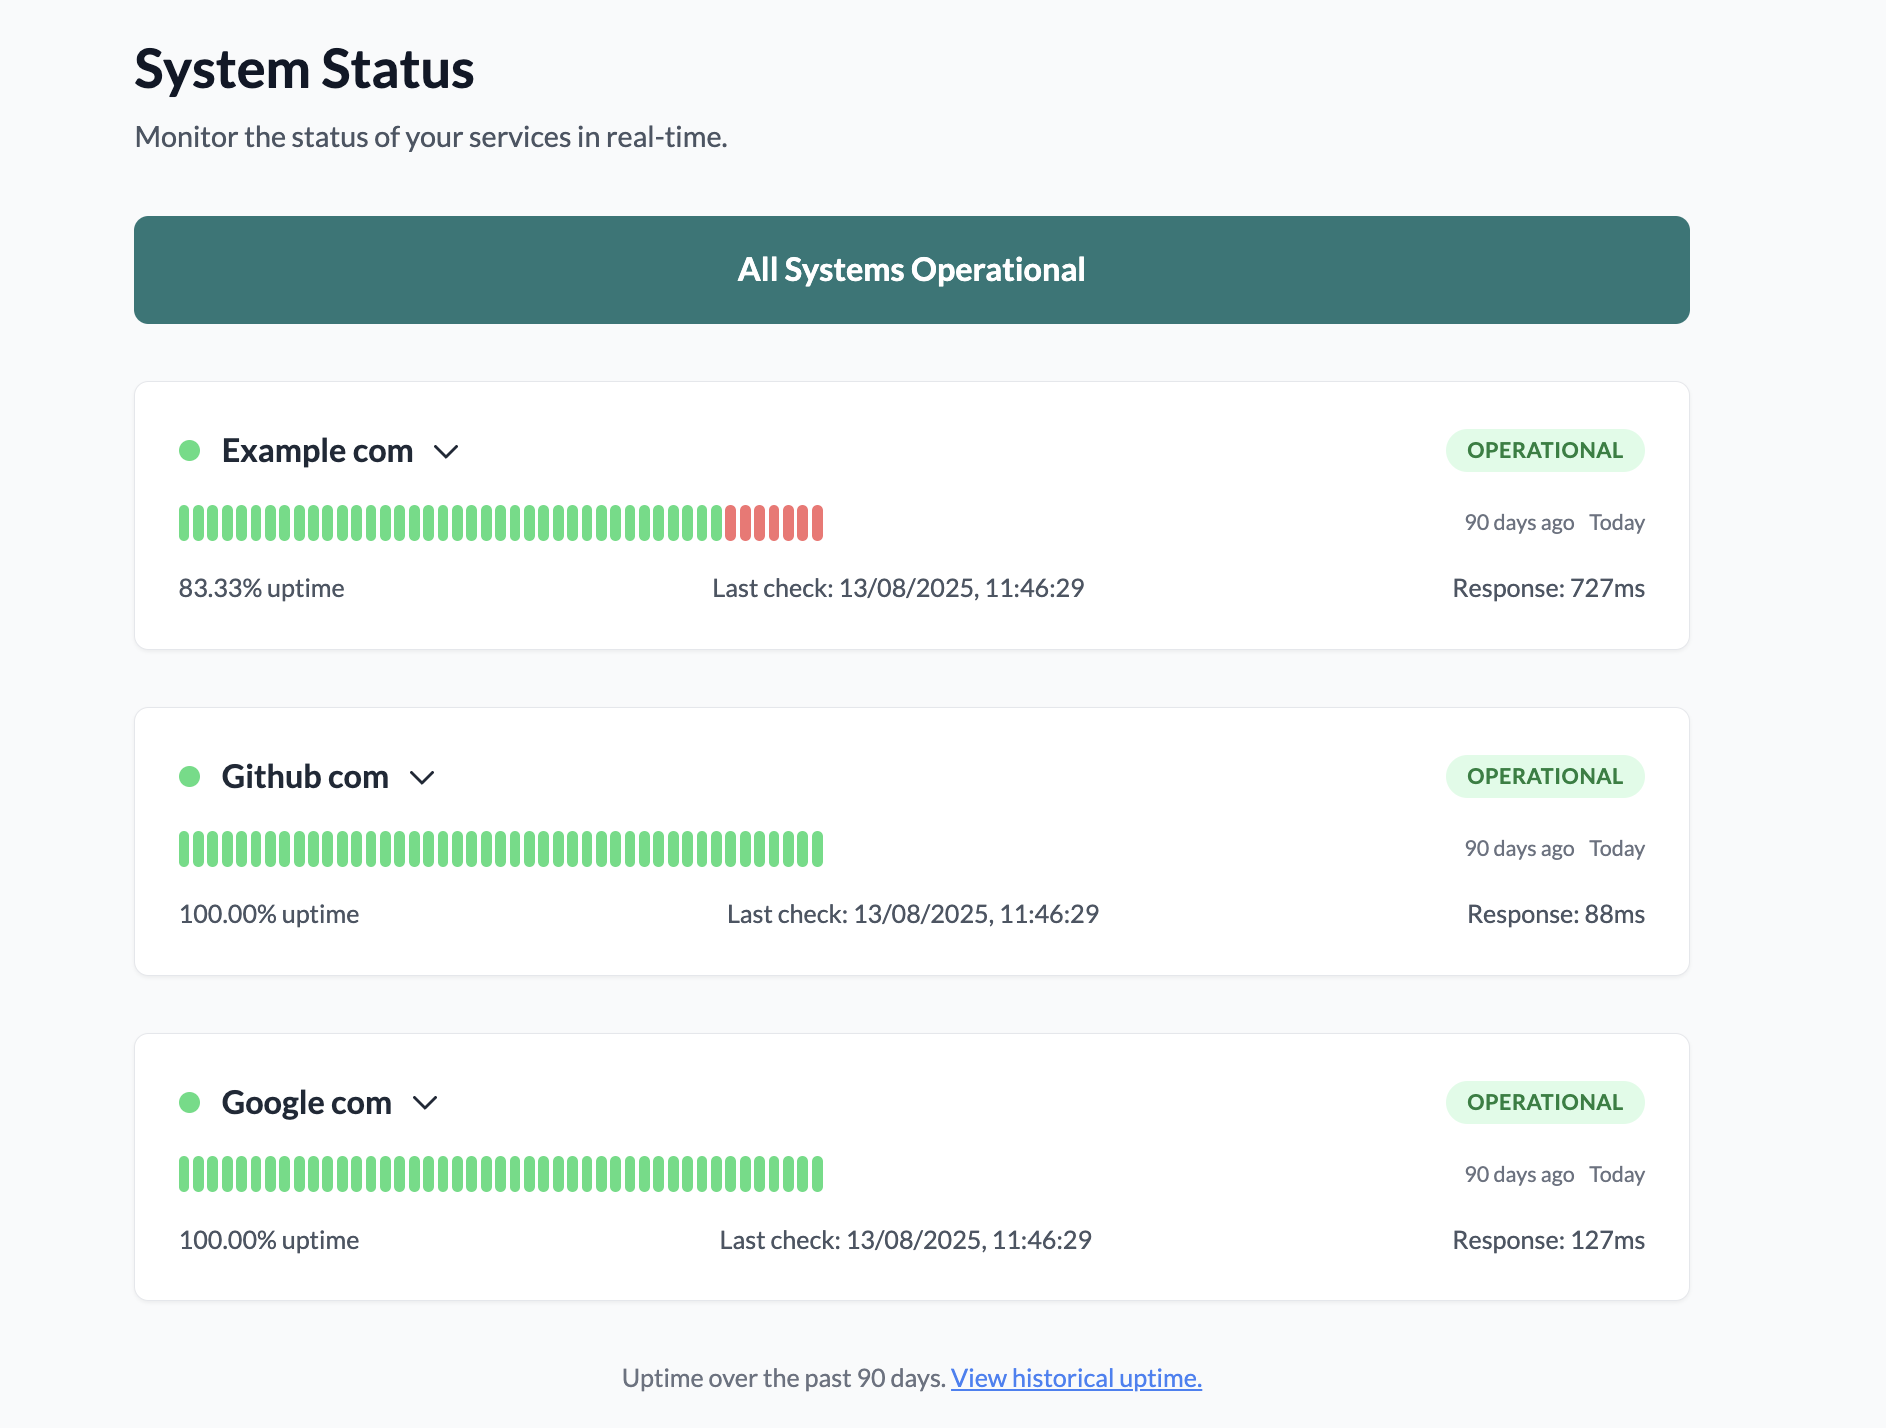 System Status
Monitor the status of your services in real-time.
All Systems Operational
Example com
OPERATIONAL
90 days ago Today
83.33% uptime
Last check: 13/08/2025, 11:46:29
Response: 727ms
Github com
OPERATIONAL
90 days ago Today
100.00% uptime
Last check: 13/08/2025, 11:46:29
Response: 88ms
Google com
OPERATIONAL
90 days ago Today
100.00% uptime
Last check: 13/08/2025, 11:46:29
Response: 127ms
Uptime over the past 90 days. View historical uptime.